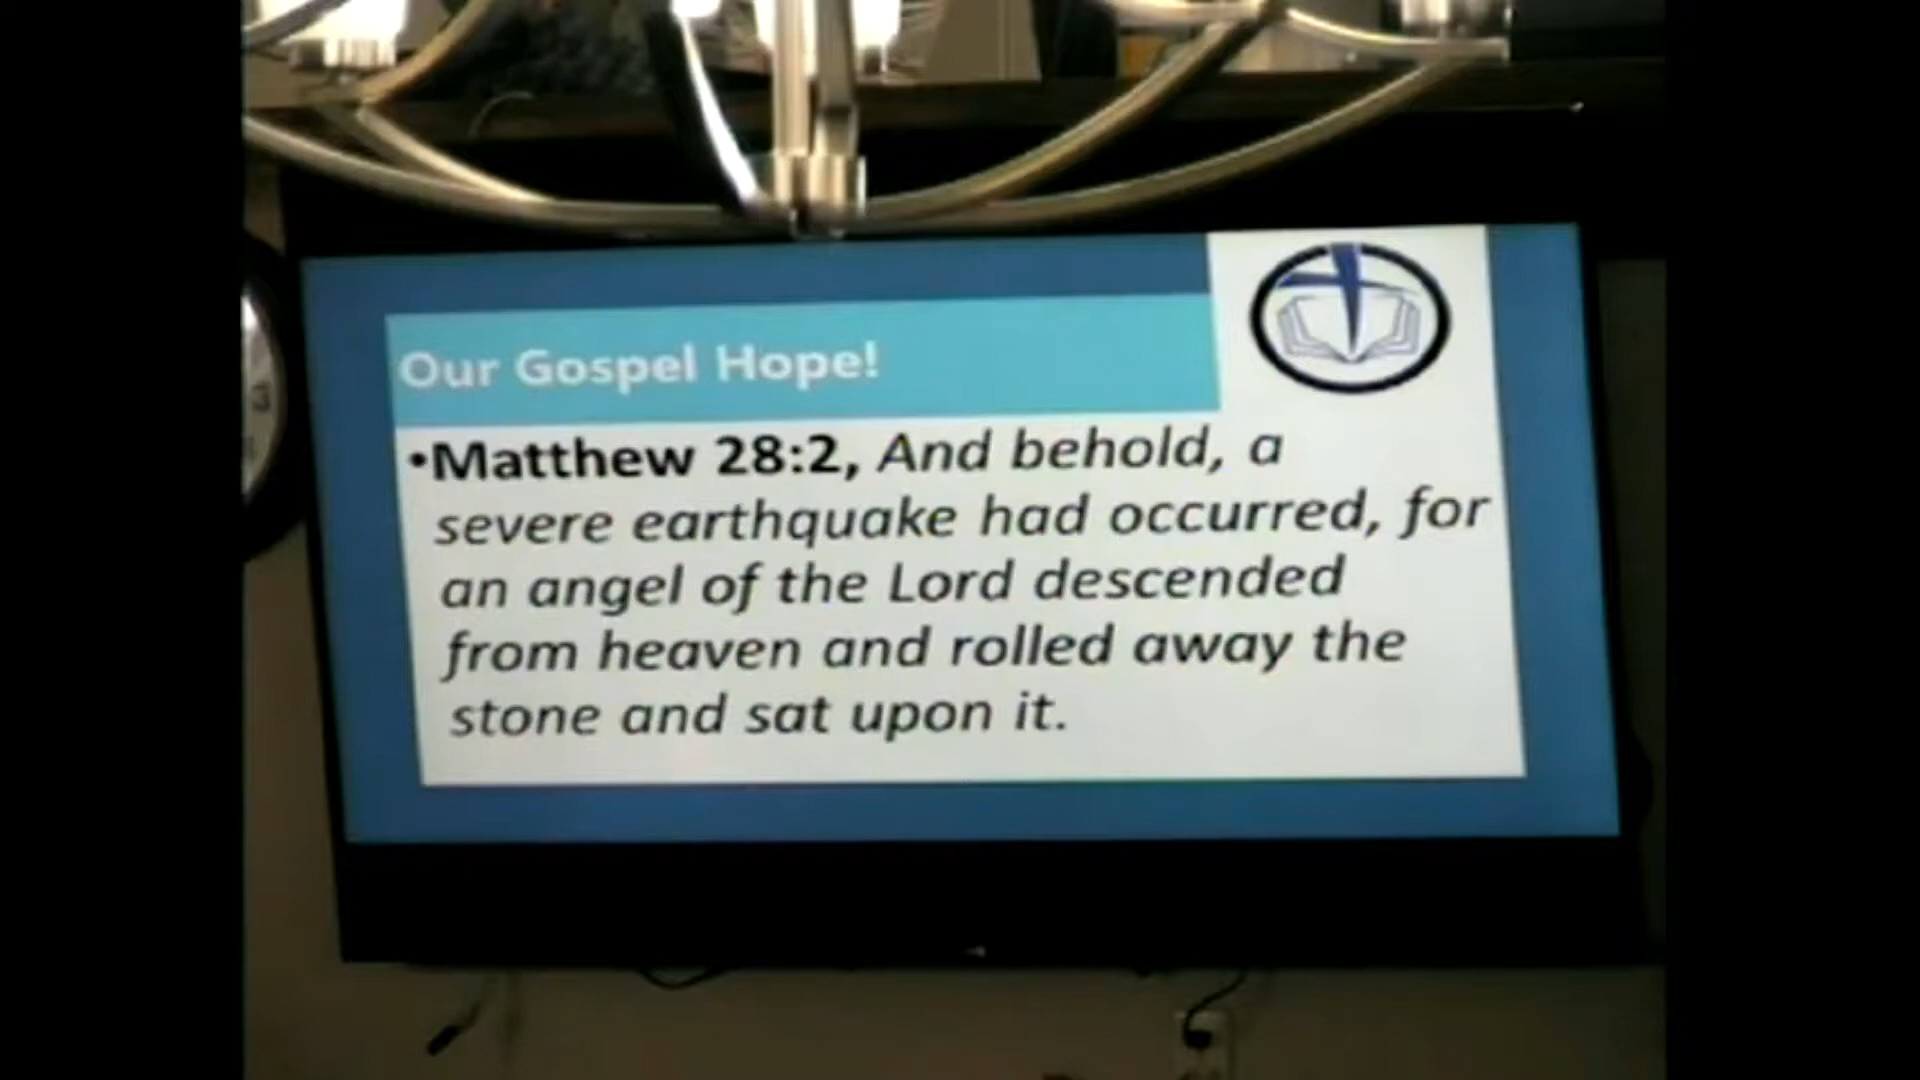 Our Gospel Hope!
•Matthew 28:2, And behold, a
severe earthquake had occurred, for
an angel of the Lord descended
from heaven and rolled away the
stone and sat upon it.
3